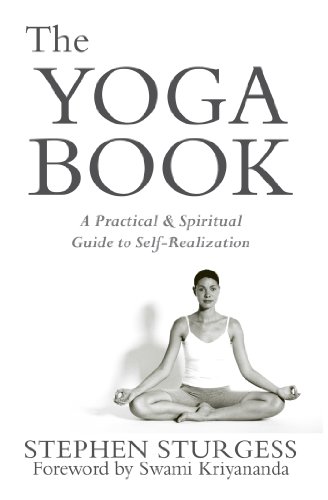 The
YOGA
BOOK
A Practical & Spiritual
Guide to Self-Realization
STEPHEN STURGESS
Foreword by Swami Kriyananda